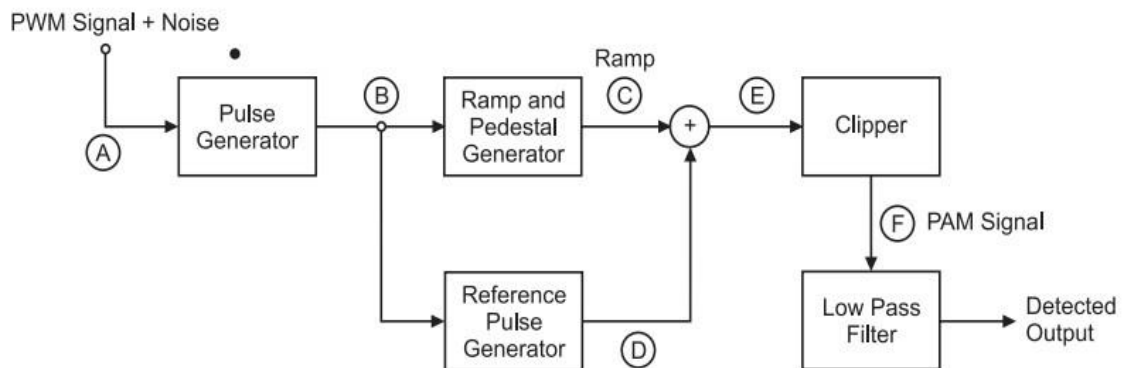 PWM Signal + Noise
A
Pulse
Generator
B
Ramp and
Pedestal
Generator
Ramp
C
+
E
Clipper
Reference
Pulse
Generator
D
F
PAM Signal
Low Pass
Filter
Detected
Output